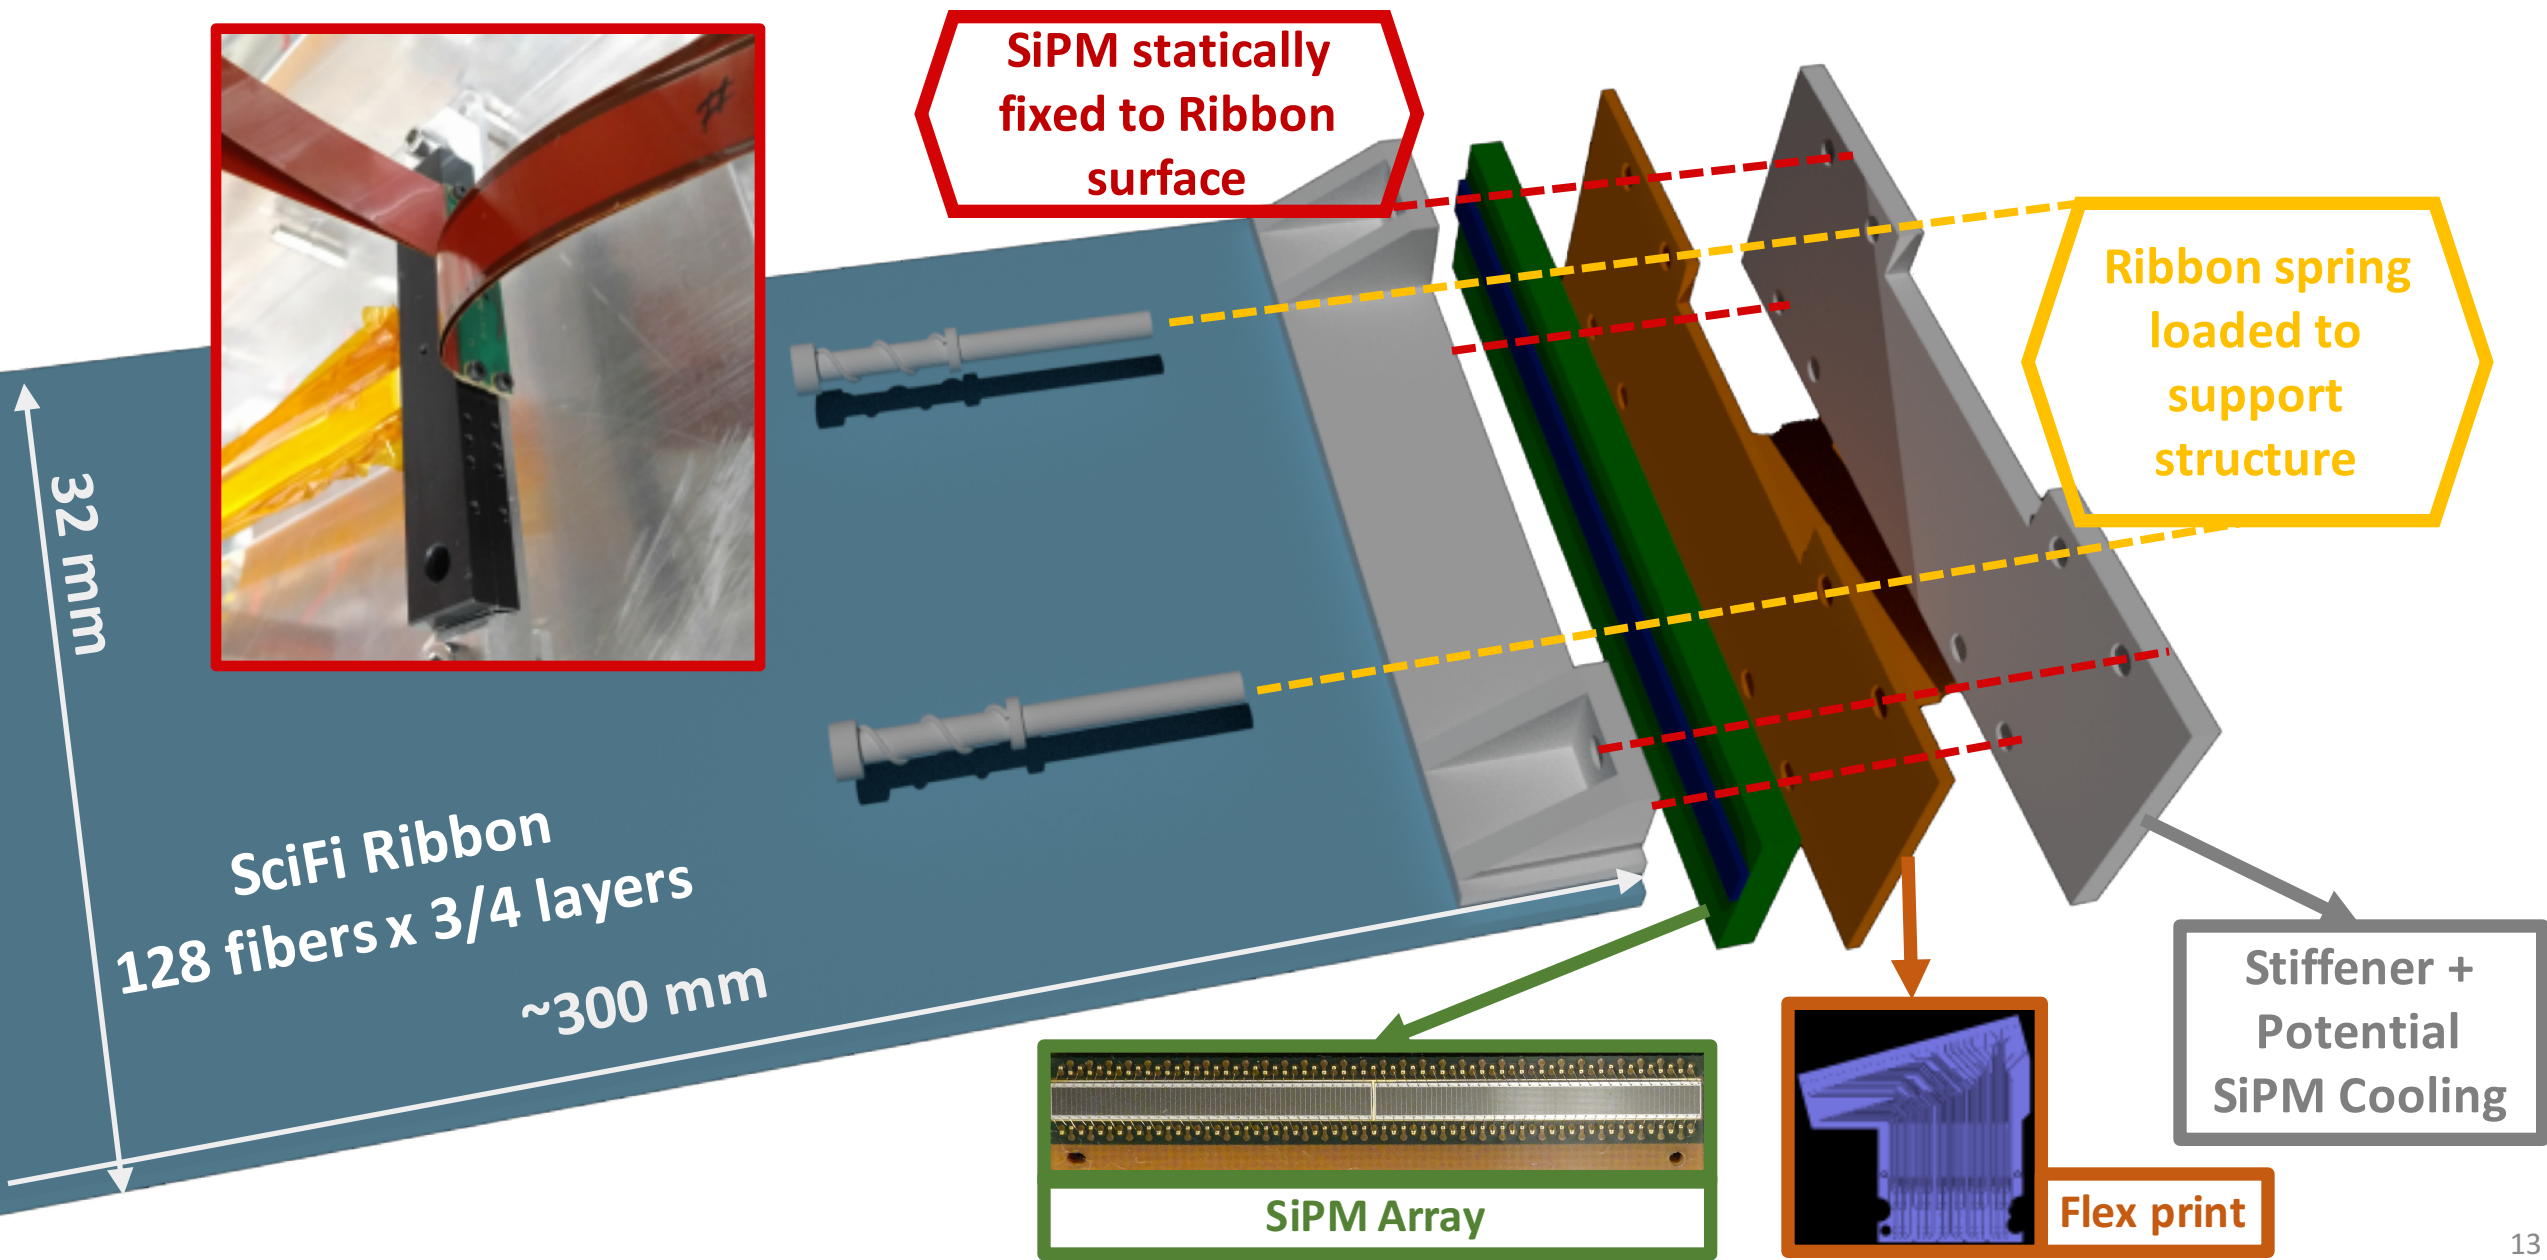 SiPM statically
fixed to Ribbon
surface
Ribbon spring
loaded to
support
structure
32 mm
SciFi Ribbon
128 fibers x 3/4 layers
~300 mm
Stiffener +
Potential
SiPM Cooling
SiPM Array
Flex print
13